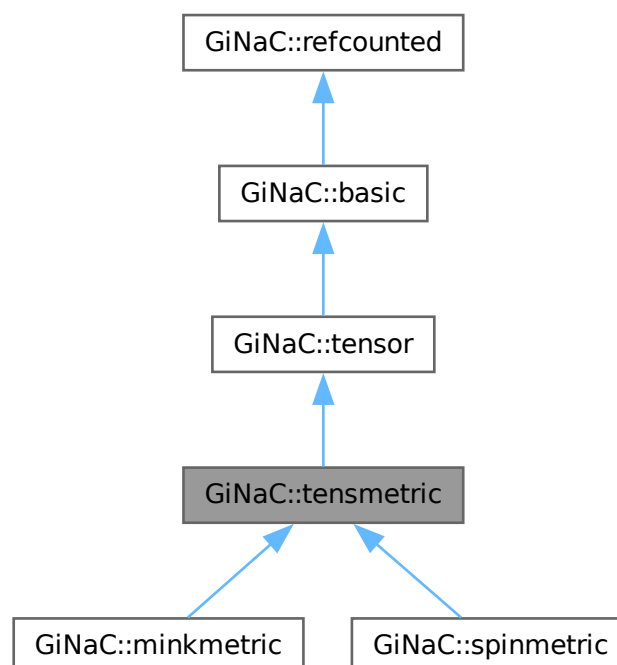 GiNaC::refcounted
GiNaC::basic
GiNaC::tensor
GiNaC::tensmetric
GiNaC::minkmetric
GiNaC::spinmetric